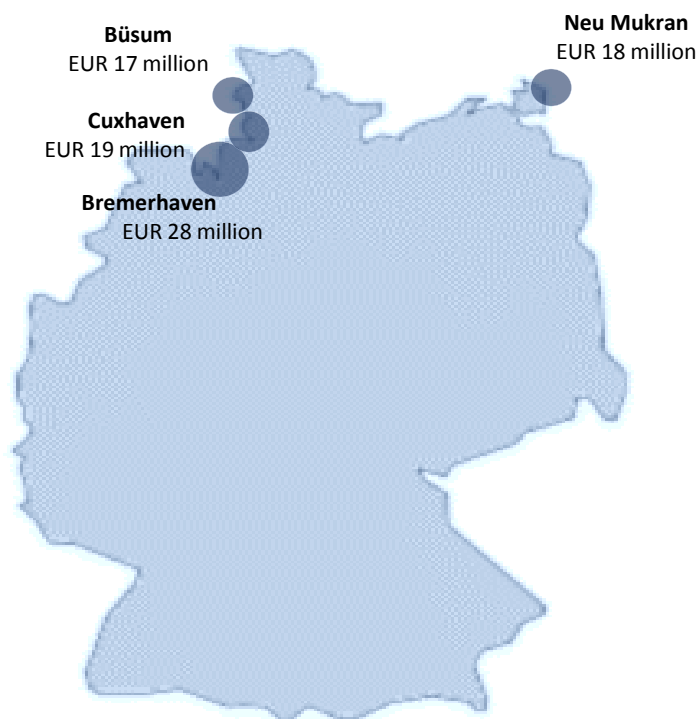 Büsum
EUR 17 million
Neu Mukran
EUR 18 million
Cuxhaven
EUR 19 million
Bremerhaven
EUR 28 million